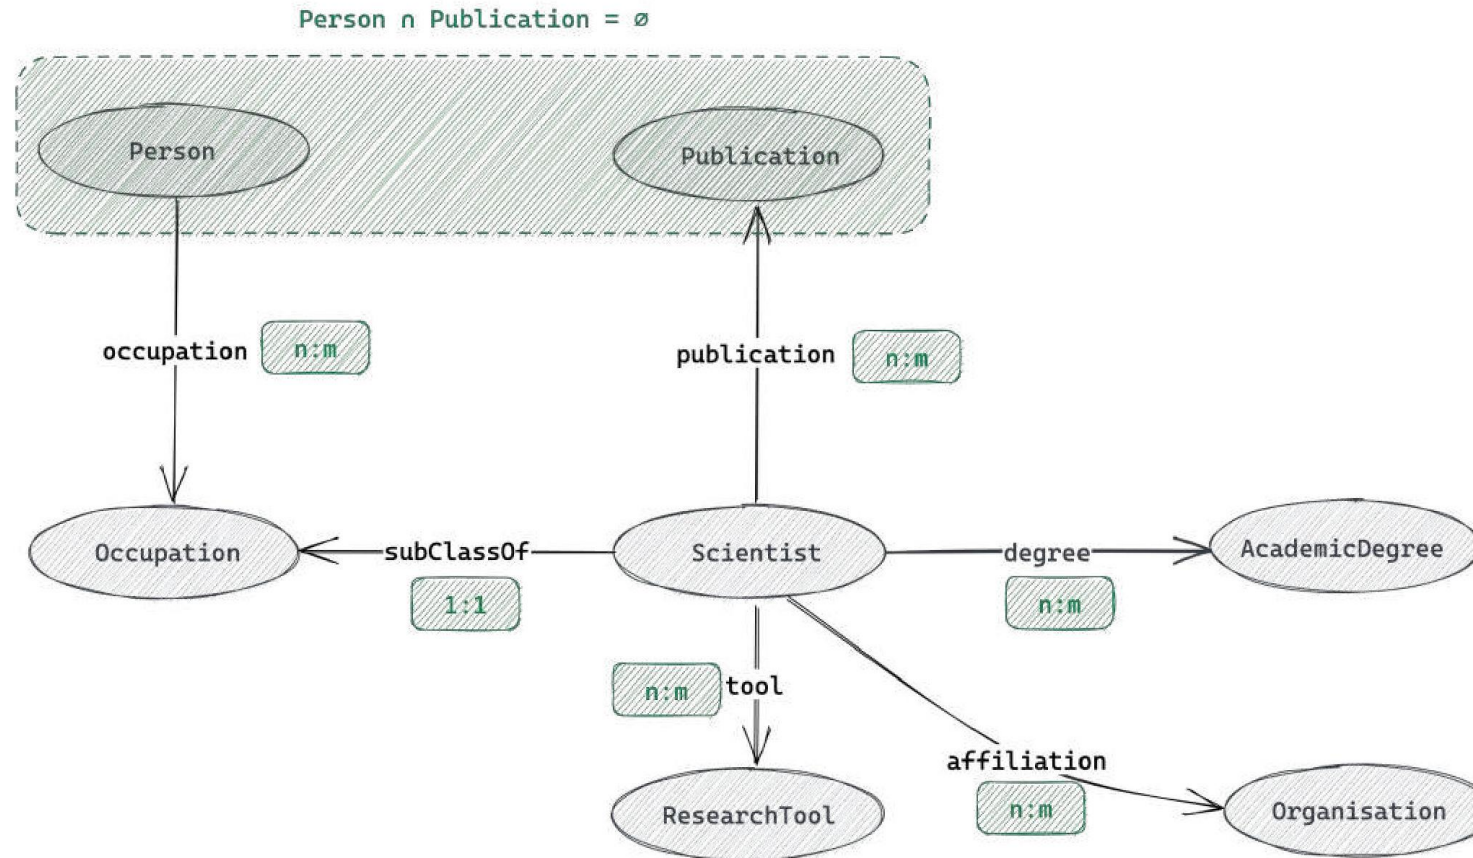 Person ∩ Publication = ∅
Person
Publication
occupation
n:m
publication
n:m
Occupation
subClassOf
1:1
Scientist
degree
n:m
AcademicDegree
n:m
tool
affiliation
n:m
ResearchTool
Organisation